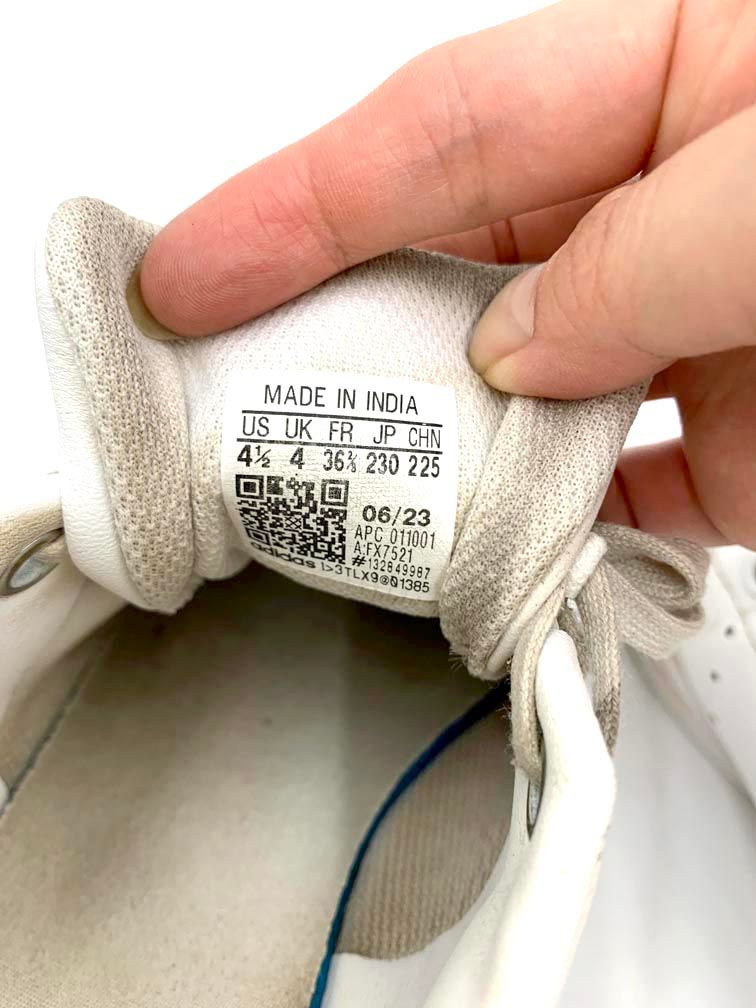 MADE IN INDIA
US UK FR JP CHN
4½ 4 36⅔ 230 225
06/23
APC 011001
A:FX7521
#132849987
adidas I>3TLX9@01385